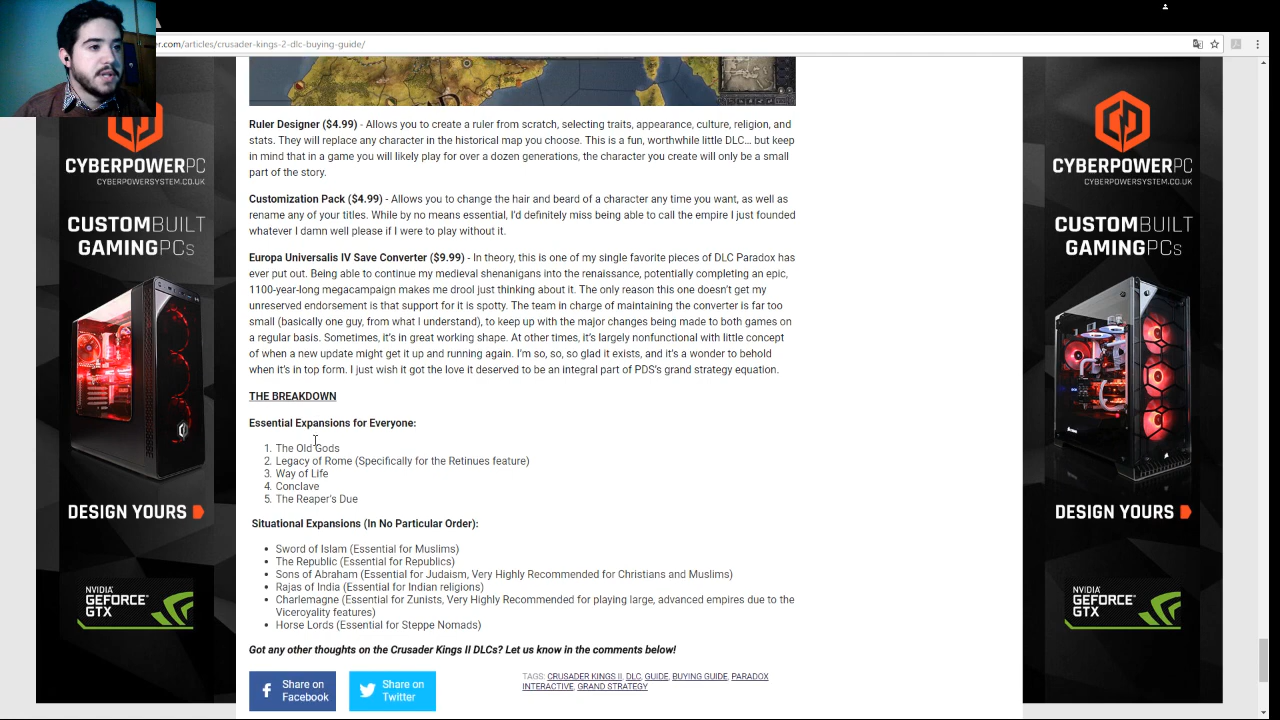 er.com/articles/crusader-kings-2-dlc-buying-guide/
Ruler Designer ($4.99) - Allows you to create a ruler from scratch, selecting traits, appearance, culture, religion, and
stats. They will replace any character in the historical map you choose. This is a fun, worthwhile little DLC… but keep
in mind that in a game you will likely play for over a dozen generations, the character you create will only be a small
part of the story.
Customization Pack ($4.99) - Allows you to change the hair and beard of a character any time you want, as well as
rename any of your titles. While by no means essential, I'd definitely miss being able to call the empire I just founded
whatever I damn well please if I were to play without it.
Europa Universalis IV Save Converter ($9.99) - In theory, this is one of my single favorite pieces of DLC Paradox has
ever put out. Being able to continue my medieval shenanigans into the renaissance, potentially completing an epic,
1100-year-long megacampaign makes me drool just thinking about it. The only reason this one doesn't get my
unreserved endorsement is that support for it is spotty. The team in charge of maintaining the converter is far too
small (basically one guy, from what I understand), to keep up with the major changes being made to both games on
a regular basis. Sometimes, it's in great working shape. At other times, it's largely nonfunctional with little concept
of when a new update might get it up and running again. I'm so, so, so glad it exists, and it's a wonder to behold
when it's in top form. I just wish it got the love it deserved to be an integral part of PDS's grand strategy equation.
THE BREAKDOWN
Essential Expansions for Everyone:
1. The Old Gods
2. Legacy of Rome (Specifically for the Retinues feature)
3. Way of Life
4. Conclave
5. The Reaper's Due
Situational Expansions (In No Particular Order):
• Sword of Islam (Essential for Muslims)
• The Republic (Essential for Republics)
• Sons of Abraham (Essential for Judaism, Very Highly Recommended for Christians and Muslims)
• Rajas of India (Essential for Indian religions)
• Charlemagne (Essential for Zunists, Very Highly Recommended for playing large, advanced empires due to the
Viceroyality features)
• Horse Lords (Essential for Steppe Nomads)
Got any other thoughts on the Crusader Kings II DLCs? Let us know in the comments below!
Share on
Facebook
Share on
Twitter
TAGS: CRUSADER KINGS II, DLC, GUIDE, BUYING GUIDE, PARADOX
INTERACTIVE, GRAND STRATEGY
CYBERPOWERPC
CYBERPOWERSYSTEM.CO.UK
CUSTOMBUILT
GAMINGPCs
DESIGN YOURS
NVIDIA
GEFORCE
GTX
CYBERPOWERPC
CYBERPOWERSYSTEM.CO.UK
CUSTOMBUILT
GAMINGPCs
DESIGN YOURS
NVIDIA
GEFORCE
GTX